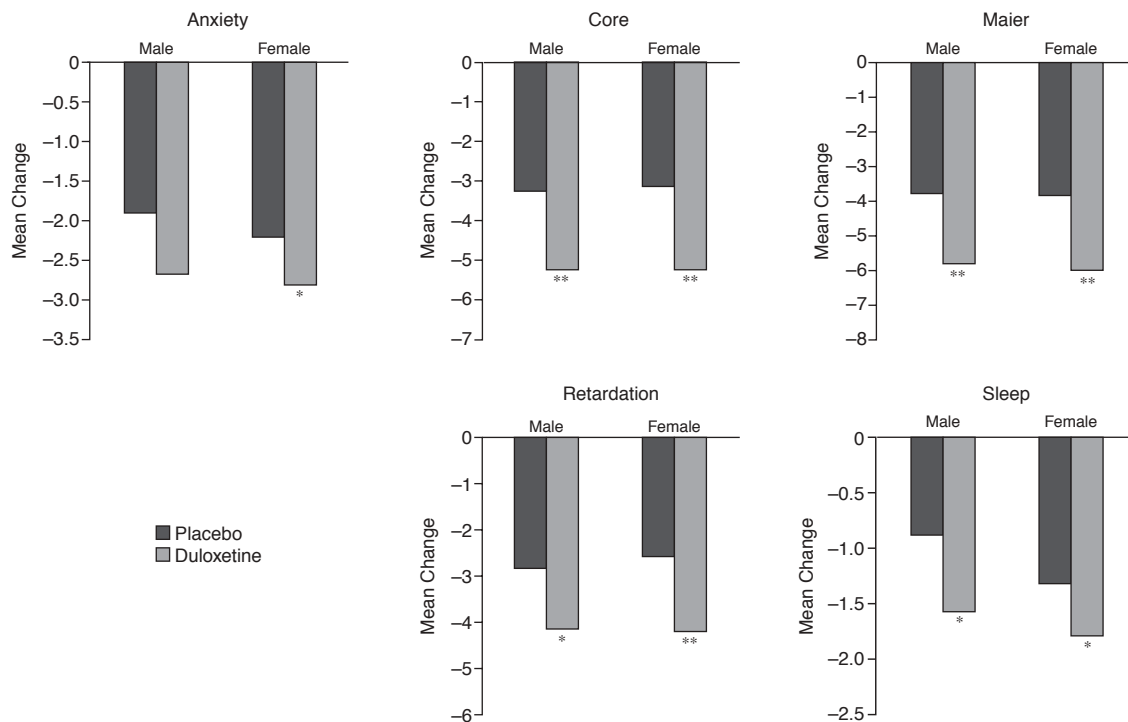 Anxiety
Male Female
0
–0.5
–1.0
–1.5
–2.0
–2.5
–3.0
–3.5
Mean Change
*
Core
Male Female
0
–1
–2
–3
–4
–5
–6
–7
Mean Change
** **
Maier
Male Female
0
–1
–2
–3
–4
–5
–6
–7
–8
Mean Change
** **
Placebo
Duloxetine
Retardation
Male Female
0
–1
–2
–3
–4
–5
–6
Mean Change
* **
Sleep
Male Female
0
–0.5
–1.0
–1.5
–2.0
–2.5
Mean Change
* *